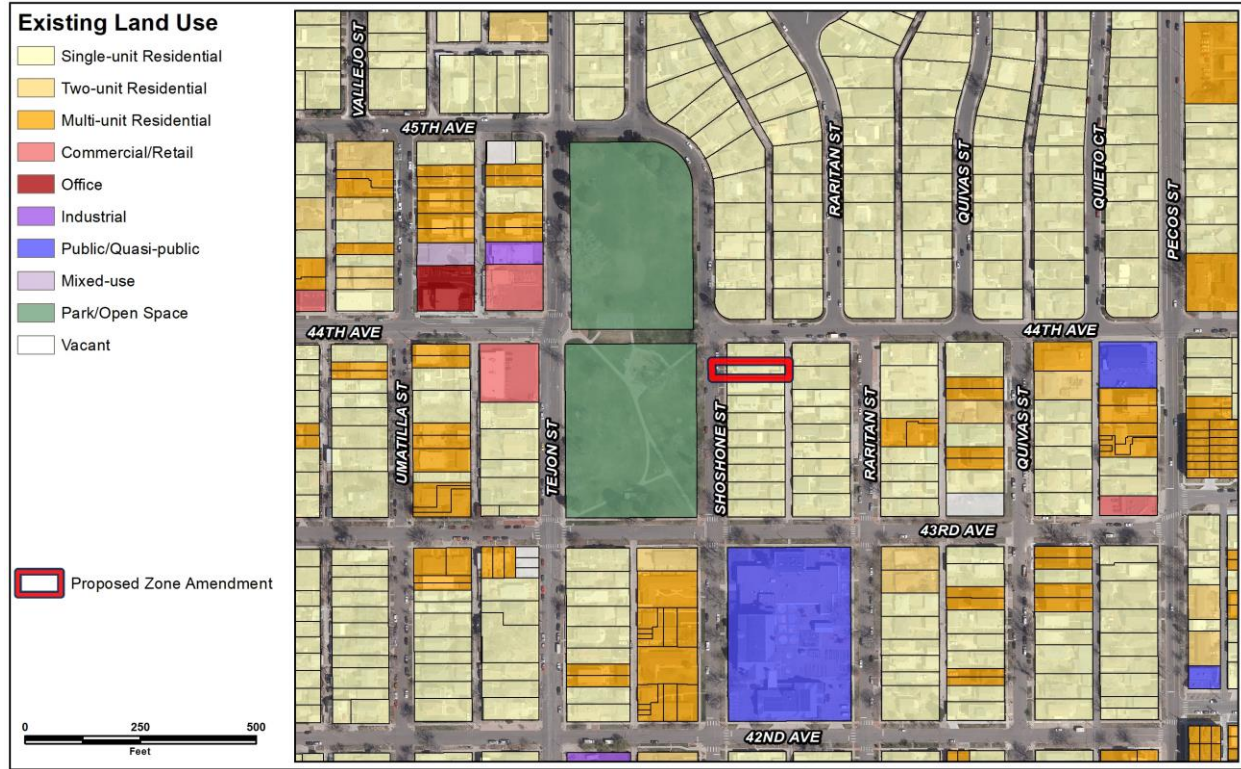 Existing Land Use
Single-unit Residential
Two-unit Residential
Multi-unit Residential
Commercial/Retail
Office
Industrial
Public/Quasi-public
Mixed-use
Park/Open Space
Vacant
Proposed Zone Amendment
0 250 500
Feet
VALLEJO ST
45TH AVE
RARITAN ST
QUIVAS ST
QUIETO CT
PECOS ST
44TH AVE
44TH AVE
UMATILLA ST
TEJON ST
SHOSHONE ST
RARITAN ST
QUIVAS ST
43RD AVE
42ND AVE